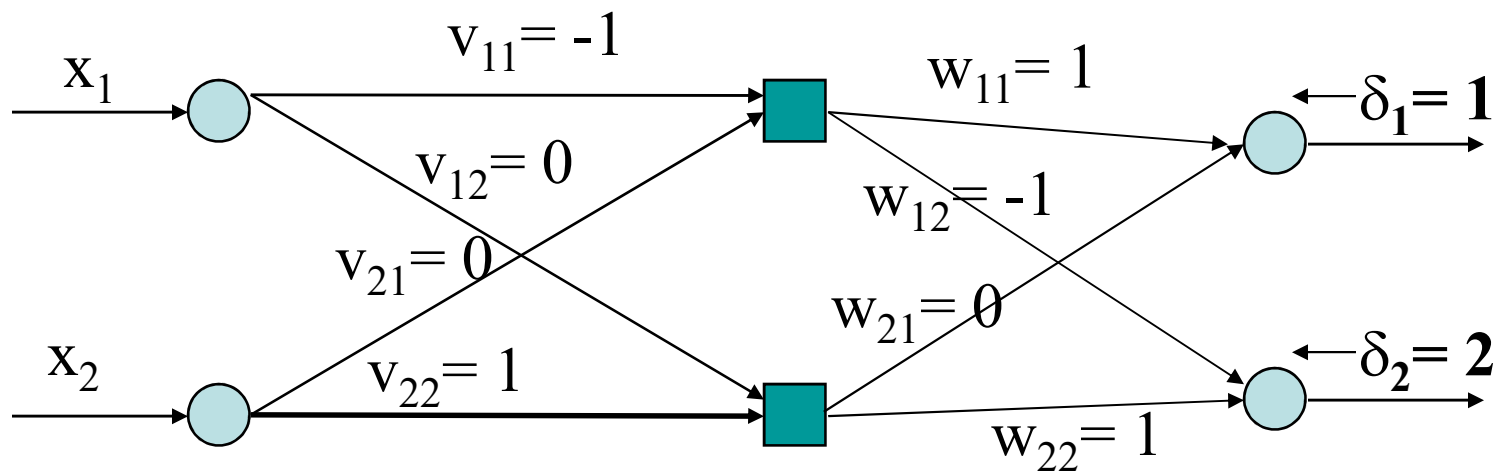 v₁₁= -1
x₁
w₁₁= 1
δ₁= 1
v₁₂= 0
w₁₂= -1
v₂₁= 0
w₂₁= 0
x₂
v₂₂= 1
δ₂= 2
w₂₂= 1